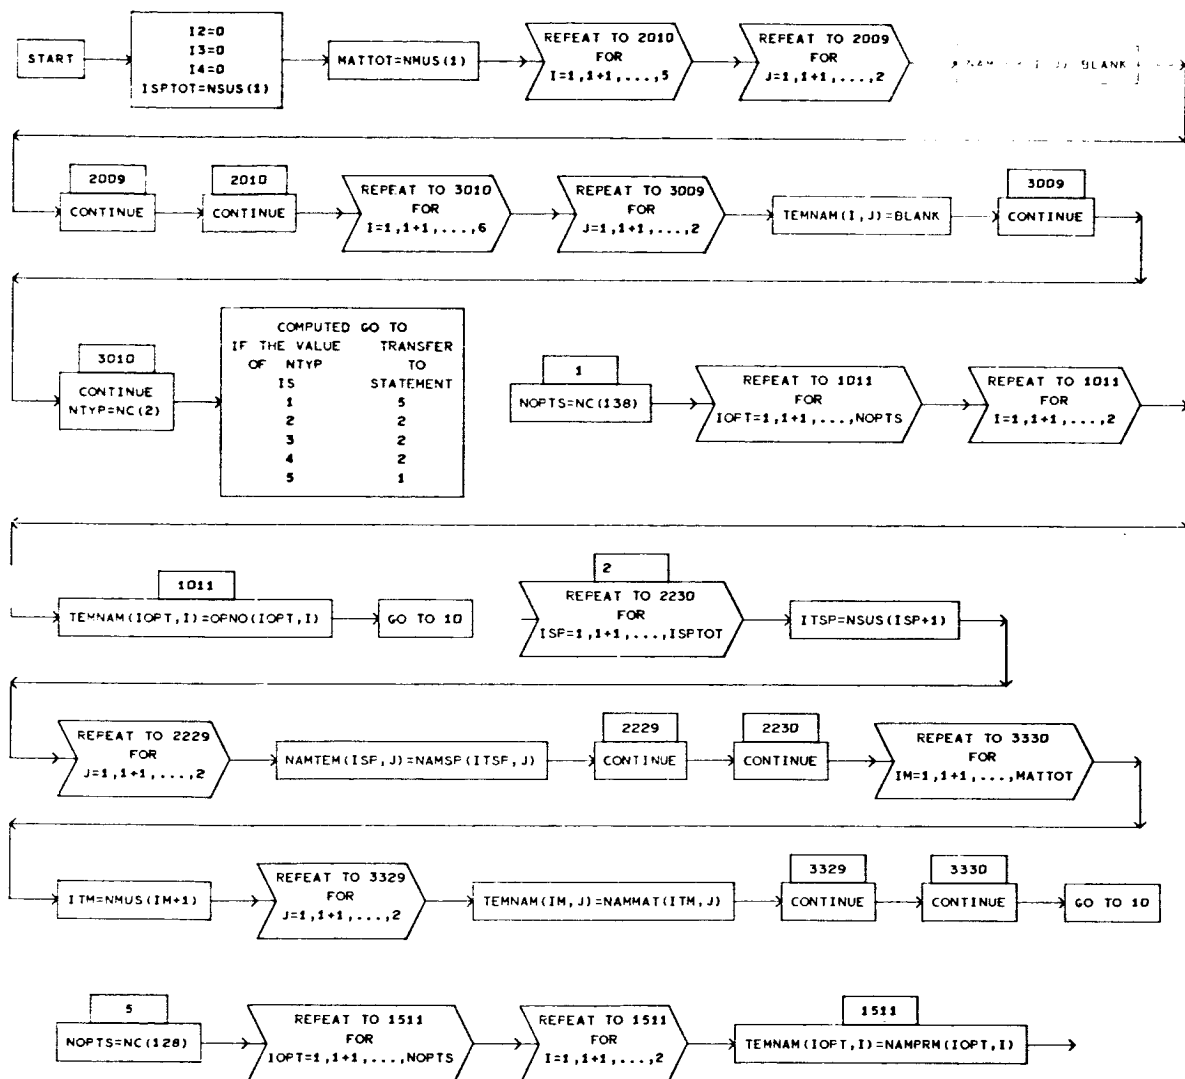 START
I2=0
I3=0
I4=0
ISPTOT=NSUS(1)
MATTOT=NMUS(1)
REPEAT TO 2010
FOR
I=1,1+1,...,5
REPEAT TO 2009
FOR
J=1,1+1,...,2
BLANK
2009
CONTINUE
2010
CONTINUE
REPEAT TO 3010
FOR
I=1,1+1,...,6
REPEAT TO 3009
FOR
J=1,1+1,...,2
TEMNAM(I,J)=BLANK
3009
CONTINUE
3010
CONTINUE
NTYP=NC(2)
COMPUTED GO TO
IF THE VALUE TRANSFER
OF NTYP TO
IS STATEMENT
1 5
2 2
3 2
4 2
5 1
1
NOPTS=NC(138)
REPEAT TO 1011
FOR
IOPT=1,1+1,...,NOPTS
REPEAT TO 1011
FOR
I=1,1+1,...,2
1011
TEMNAM(IOPT,I)=OPNO(IOPT,I)
GO TO 10
2
REPEAT TO 2230
FOR
ISP=1,1+1,...,ISPTOT
ITSP=NSUS(ISP+1)
REPEAT TO 2229
FOR
J=1,1+1,...,2
NAMTEM(ISP,J)=NAMSP(ITSP,J)
2229
CONTINUE
2230
CONTINUE
REPEAT TO 3330
FOR
IM=1,1+1,...,MATTOT
ITM=NMUS(IM+1)
REPEAT TO 3329
FOR
J=1,1+1,...,2
TEMNAM(IM,J)=NAMMAT(ITM,J)
3329
CONTINUE
3330
CONTINUE
GO TO 10
5
NOPTS=NC(128)
REPEAT TO 1511
FOR
IOPT=1,1+1,...,NOPTS
REPEAT TO 1511
FOR
I=1,1+1,...,2
1511
TEMNAM(IOPT,I)=NAMPRM(IOPT,I)